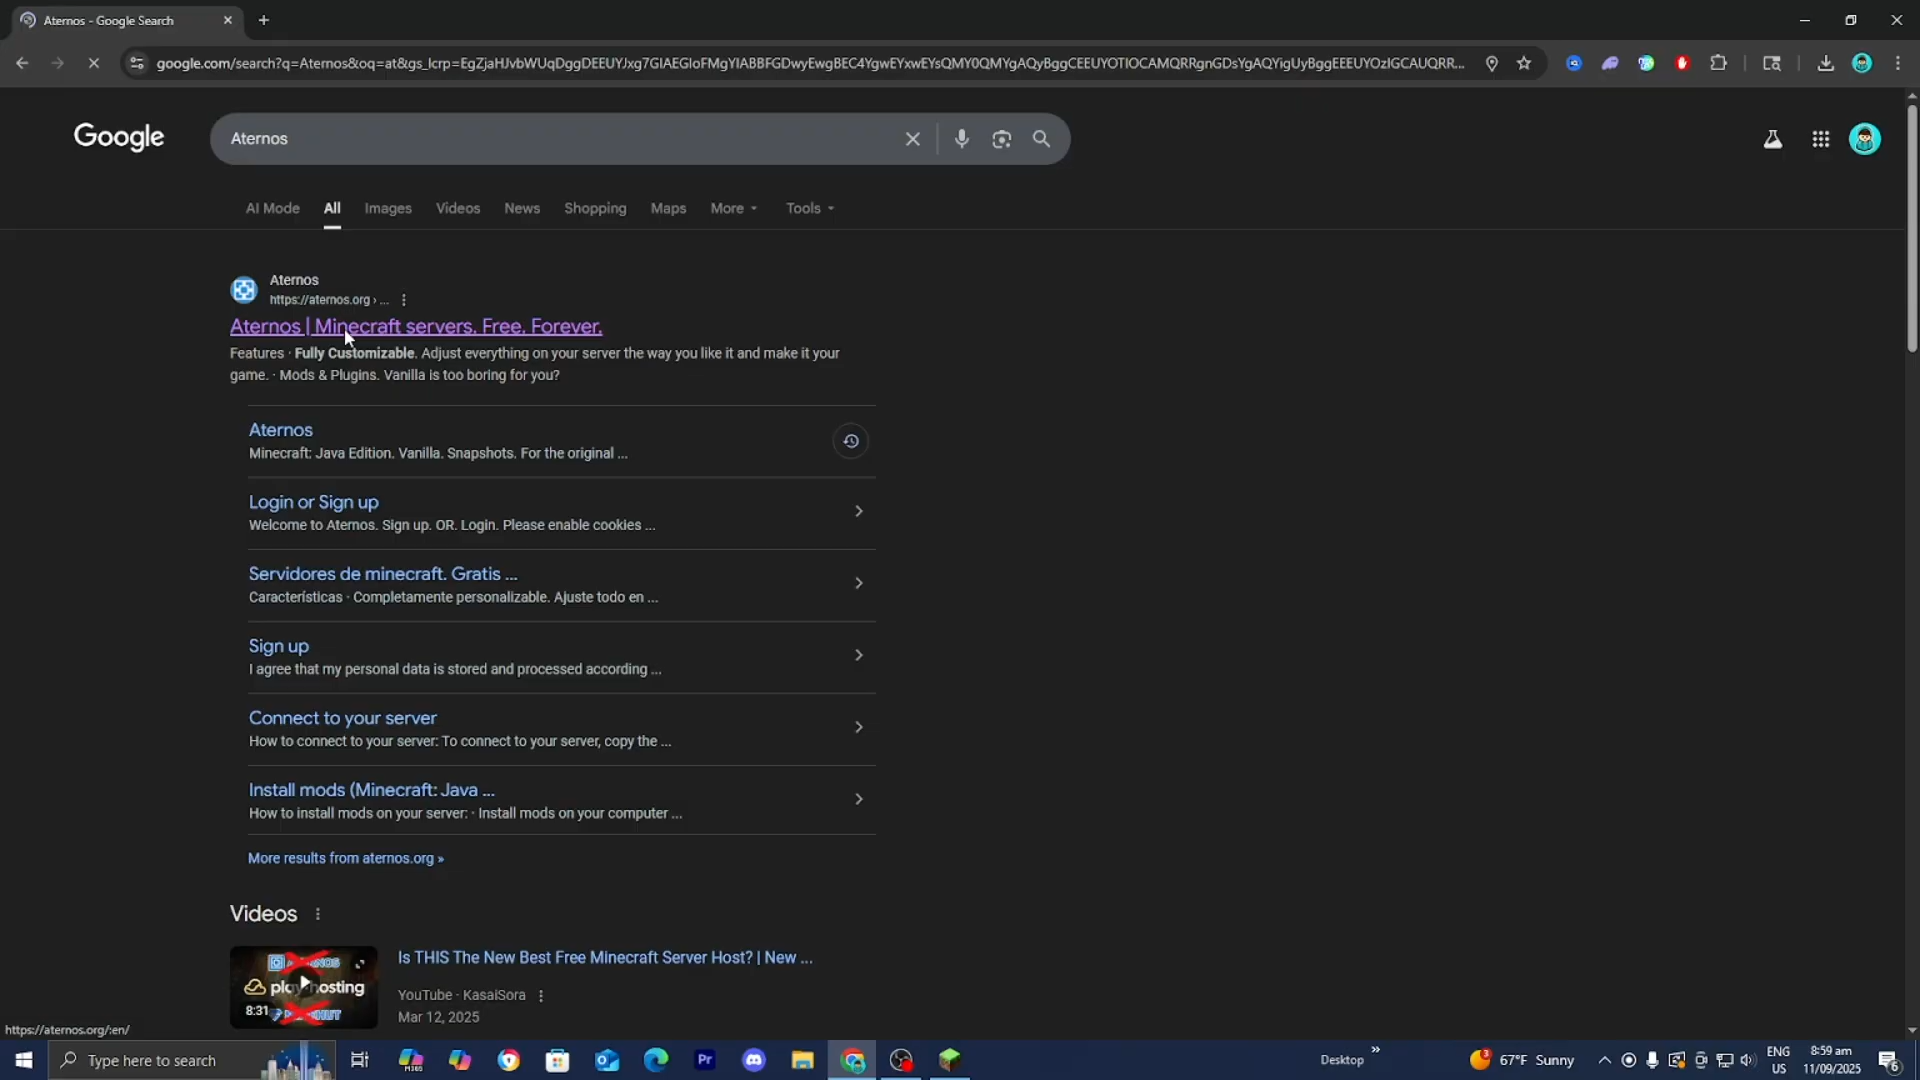 Aternos - Google Search
google.com/search?q=Aternos&oq=at&gs_lcrp=
Google
Aternos
AI Mode All Images Videos News Shopping Maps More Tools
Aternos
https://aternos.org › ...
Aternos | Minecraft servers. Free. Forever.
Features · Fully Customizable. Adjust everything on your server the way you like it and make it your
game. · Mods & Plugins. Vanilla is too boring for you?
Aternos
Minecraft: Java Edition. Vanilla. Snapshots. For the original ...
Login or Sign up
Welcome to Aternos. Sign up. OR. Login. Please enable cookies ...
Servidores de minecraft. Gratis ...
Características · Completamente personalizable. Ajuste todo en ...
Sign up
I agree that my personal data is stored and processed according ...
Connect to your server
How to connect to your server: To connect to your server, copy the ...
Install mods (Minecraft: Java ...
How to install mods on your server: · Install mods on your computer ...
More results from aternos.org »
Videos
8:31
Is THIS The New Best Free Minecraft Server Host? | New ...
YouTube · KasaiSora
Mar 12, 2025
https://aternos.org/:en/
Type here to search
Pr
Desktop
3
67°F Sunny
ENG
US
8:59 am
11/09/2025
6